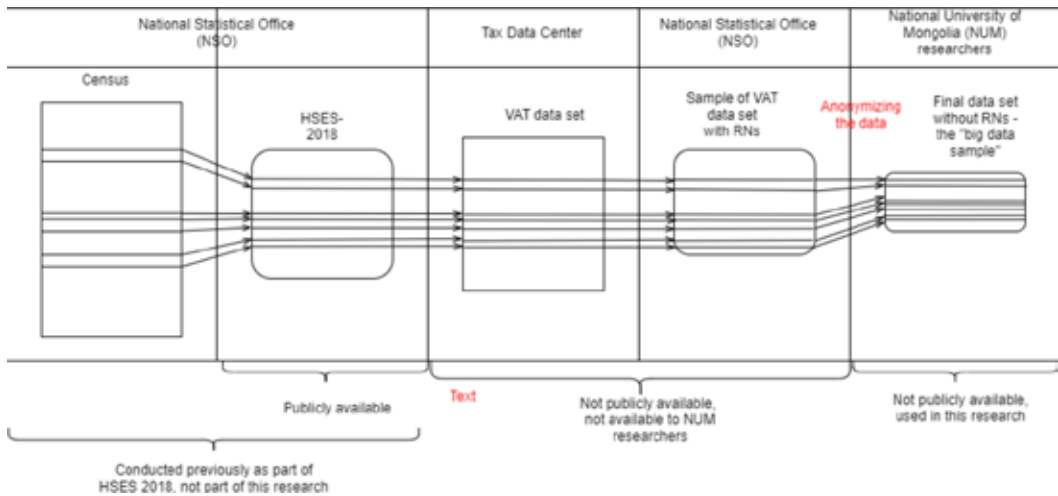 National Statistical Office
(NSO)
Tax Data Center
National Statistical Office
(NSO)
National University of
Mongolia (NUM)
researchers
Census
HSES-
2018
VAT data set
Sample of VAT
data set
with RNs
Anonymizing
the data
Final data set
without RNs -
the "big data
sample"
Publicly available
Text
Not publicly available,
not available to NUM
researchers
Not publicly available,
used in this research
Conducted previously as part of
HSES 2018, not part of this research